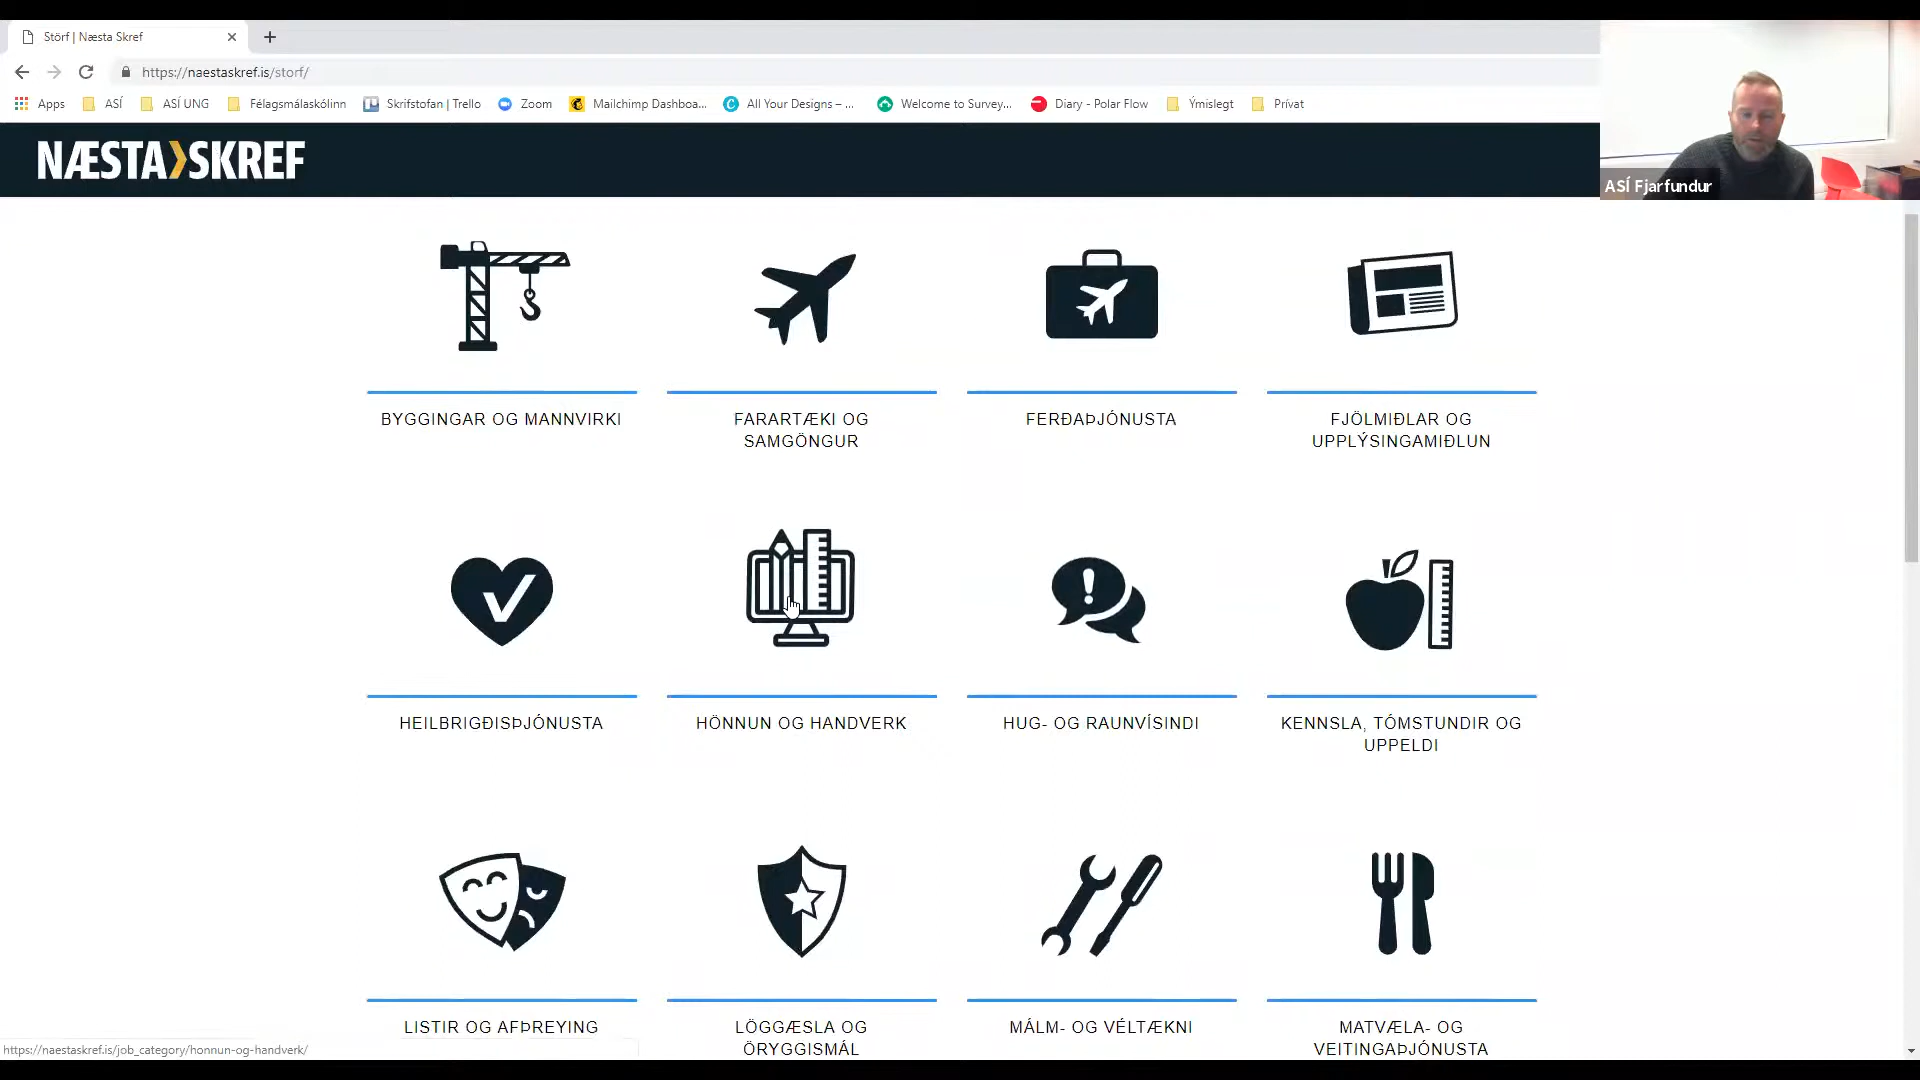 Störf | Næsta Skref
https://naestaskref.is/storf/
Apps ASÍ ASÍ UNG Félagsmálaskólinn Skrifstofan | Trello Zoom Mailchimp Dashboa... All Your Designs – ... Welcome to Survey... Diary - Polar Flow Ýmislegt Prívat
NÆSTA SKREF
ASÍ Fjarfundur
BYGGINGAR OG MANNVIRKI
FARARTÆKI OG
SAMGÖNGUR
FERÐAÞJÓNUSTA
FJÖLMIÐLAR OG
UPPLÝSINGAMIÐLUN
HEILBRIGÐISÞJÓNUSTA
HÖNNUN OG HANDVERK
HUG- OG RAUNVÍSINDI
KENNSLA, TÓMSTUNDIR OG
UPPELDI
LISTIR OG AFÞREYING
LÖGGÆSLA OG
ÖRYGGISMÁL
MÁLM- OG VÉLTÆKNI
MATVÆLA- OG
VEITINGAÞJÓNUSTA
https://naestaskref.is/job_category/honnun-og-handverk/